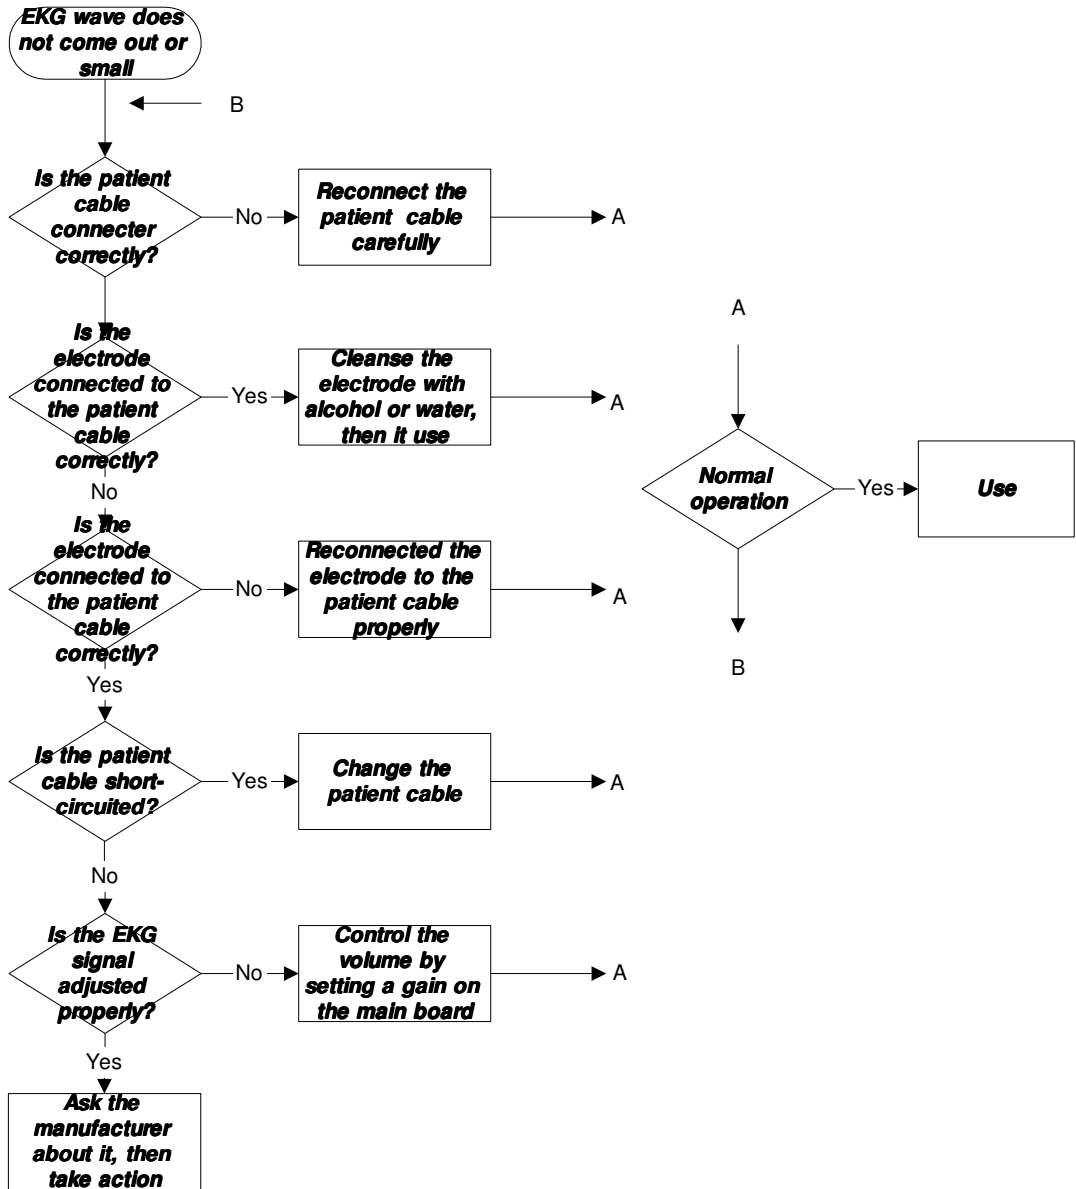 EKG wave does
not come out or
small
B
Is the patient
cable
connecter
correctly?
No
Reconnect the
patient cable
carefully
A
Is the
electrode
connected to
the patient
cable
correctly?
Yes
Cleanse the
electrode with
alcohol or water,
then it use
A
No
Is the
electrode
connected to
the patient
cable
correctly?
No
Reconnected the
electrode to the
patient cable
properly
A
Yes
Is the patient
cable short-
circuited?
Yes
Change the
patient cable
A
No
Is the EKG
signal
adjusted
properly?
No
Control the
volume by
setting a gain on
the main board
A
Yes
Ask the
manufacturer
about it, then
take action
A
Normal
operation
Yes
Use
B